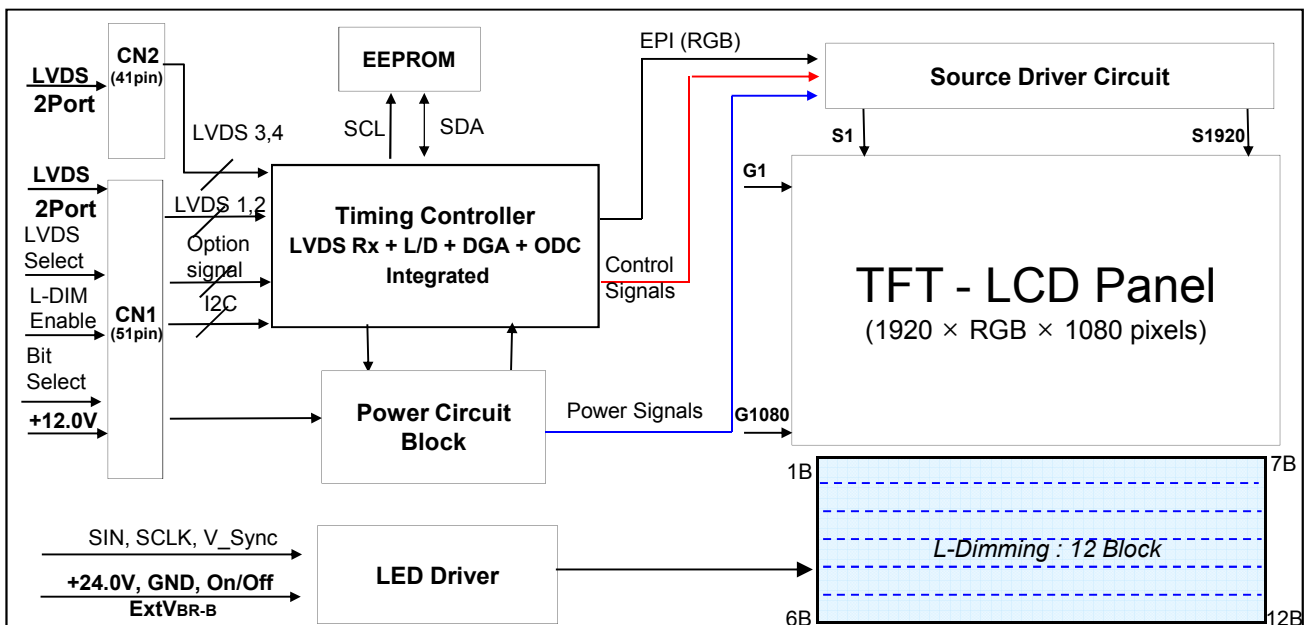 CN2
(41pin)
LVDS
2Port
EEPROM
SCL
SDA
LVDS 3,4
EPI (RGB)
Source Driver Circuit
S1
S1920
LVDS
2Port
LVDS
Select
L-DIM
Enable
Bit
Select
+12.0V
CN1
(51pin)
LVDS 1,2
Option
signal
I2C
Timing Controller
LVDS Rx + L/D + DGA + ODC
Integrated
Control
Signals
G1
TFT - LCD Panel
(1920 × RGB × 1080 pixels)
G1080
Power Circuit
Block
Power Signals
1B
7B
L-Dimming : 12 Block
6B
12B
SIN, SCLK, V_Sync
+24.0V, GND, On/Off
ExtVBR-B
LED Driver